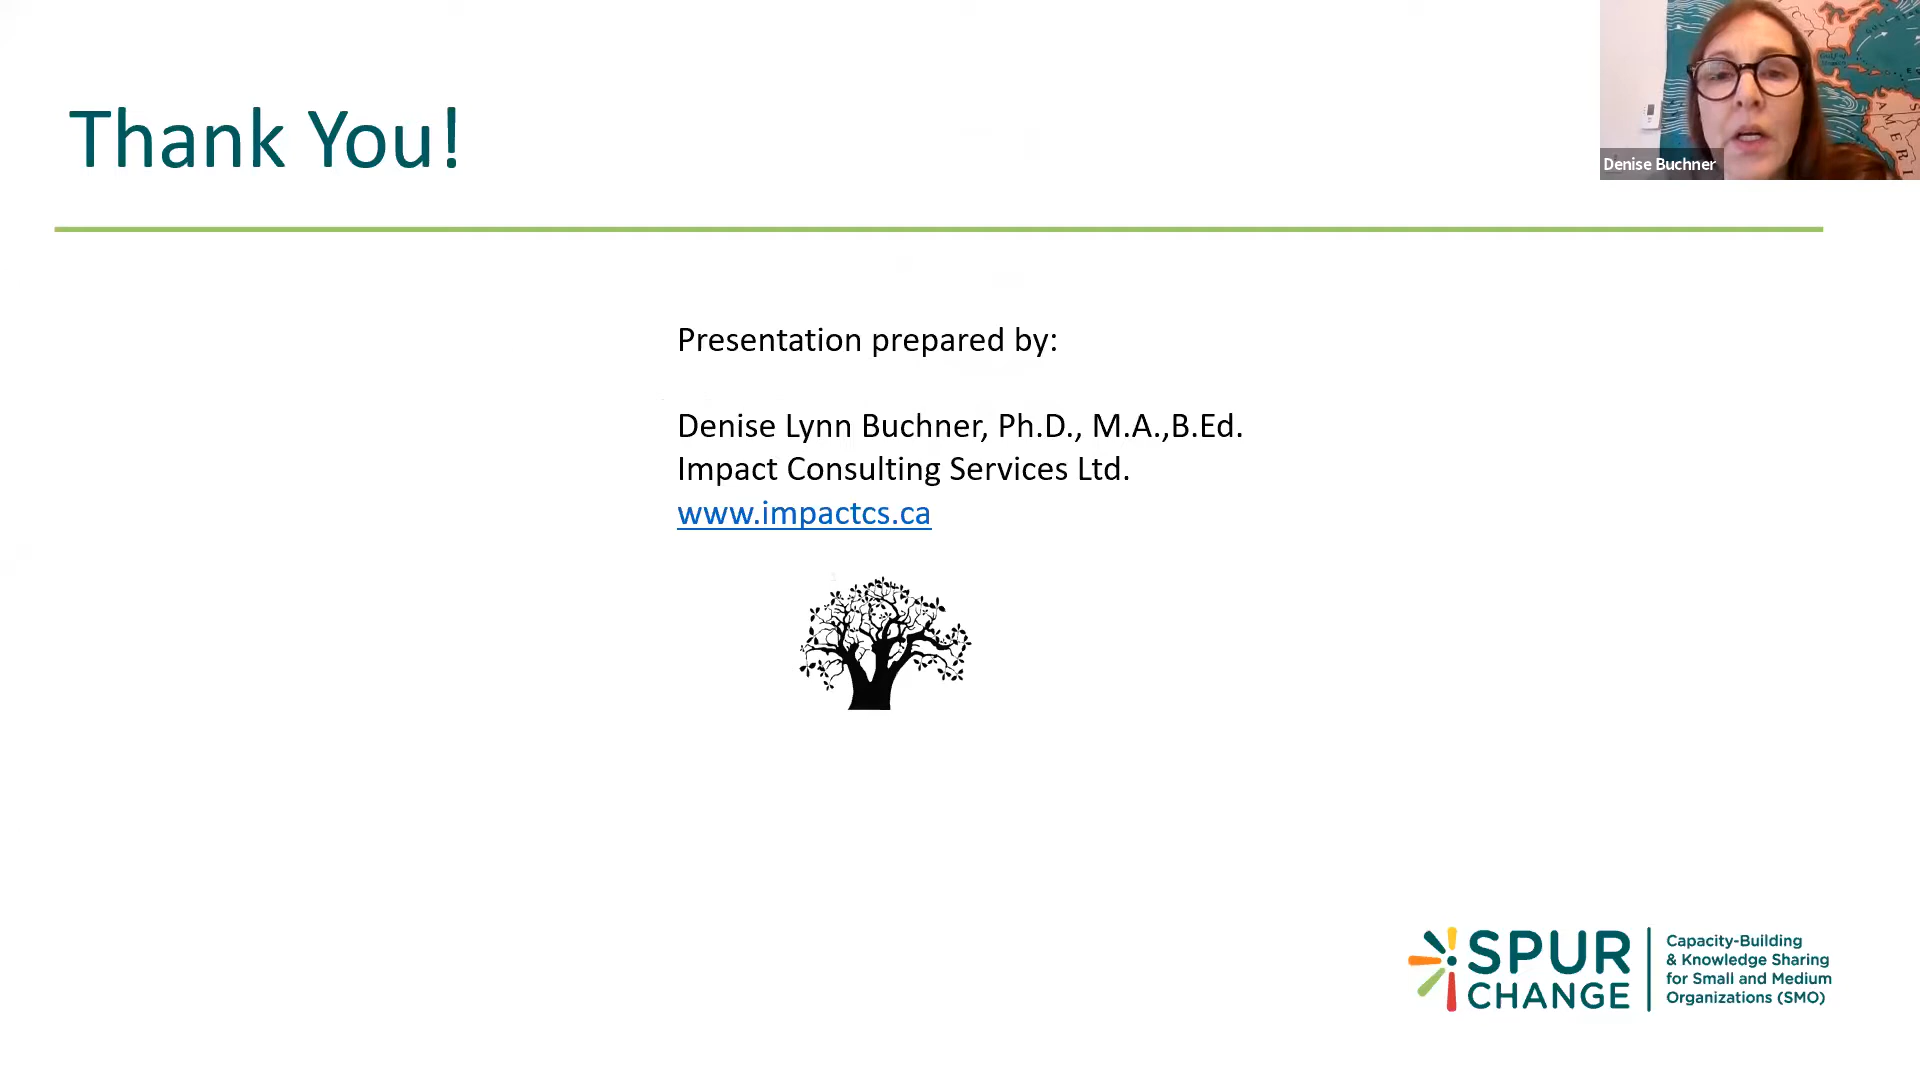 Thank You!
Denise Buchner
Presentation prepared by:
Denise Lynn Buchner, Ph.D., M.A.,B.Ed.
Impact Consulting Services Ltd.
www.impactcs.ca
SPUR
CHANGE
Capacity-Building
& Knowledge Sharing
for Small and Medium
Organizations (SMO)